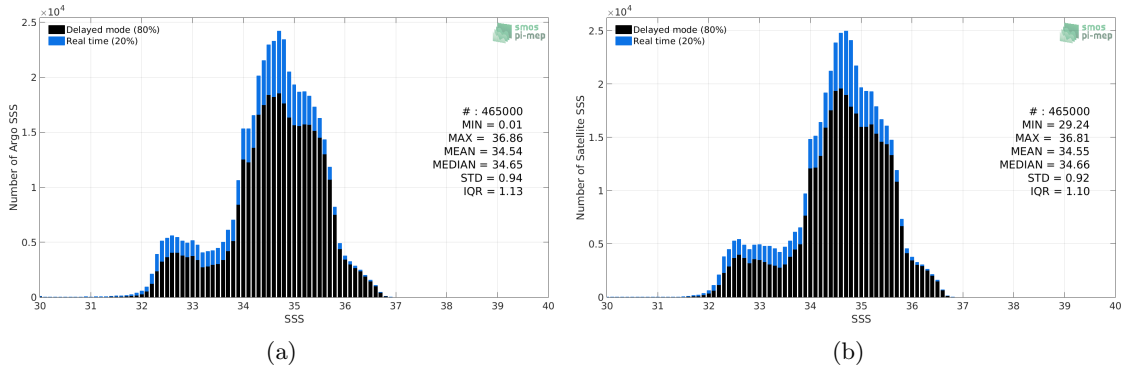 2.5 ×10⁴
Delayed mode (80%)
Real time (20%)
smos
pi-mep
2
1.5
1
0.5
0
Number of Argo SSS
# : 465000
MIN = 0.01
MAX = 36.86
MEAN = 34.54
MEDIAN = 34.65
STD = 0.94
IQR = 1.13
30 31 32 33 34 35 36 37 38 39 40
SSS
(a)
×10⁴
Delayed mode (80%)
Real time (20%)
smos
pi-mep
2.5
2
1.5
1
0.5
0
Number of Satellite SSS
# : 465000
MIN = 29.24
MAX = 36.81
MEAN = 34.55
MEDIAN = 34.66
STD = 0.92
IQR = 1.10
30 31 32 33 34 35 36 37 38 39 40
SSS
(b)